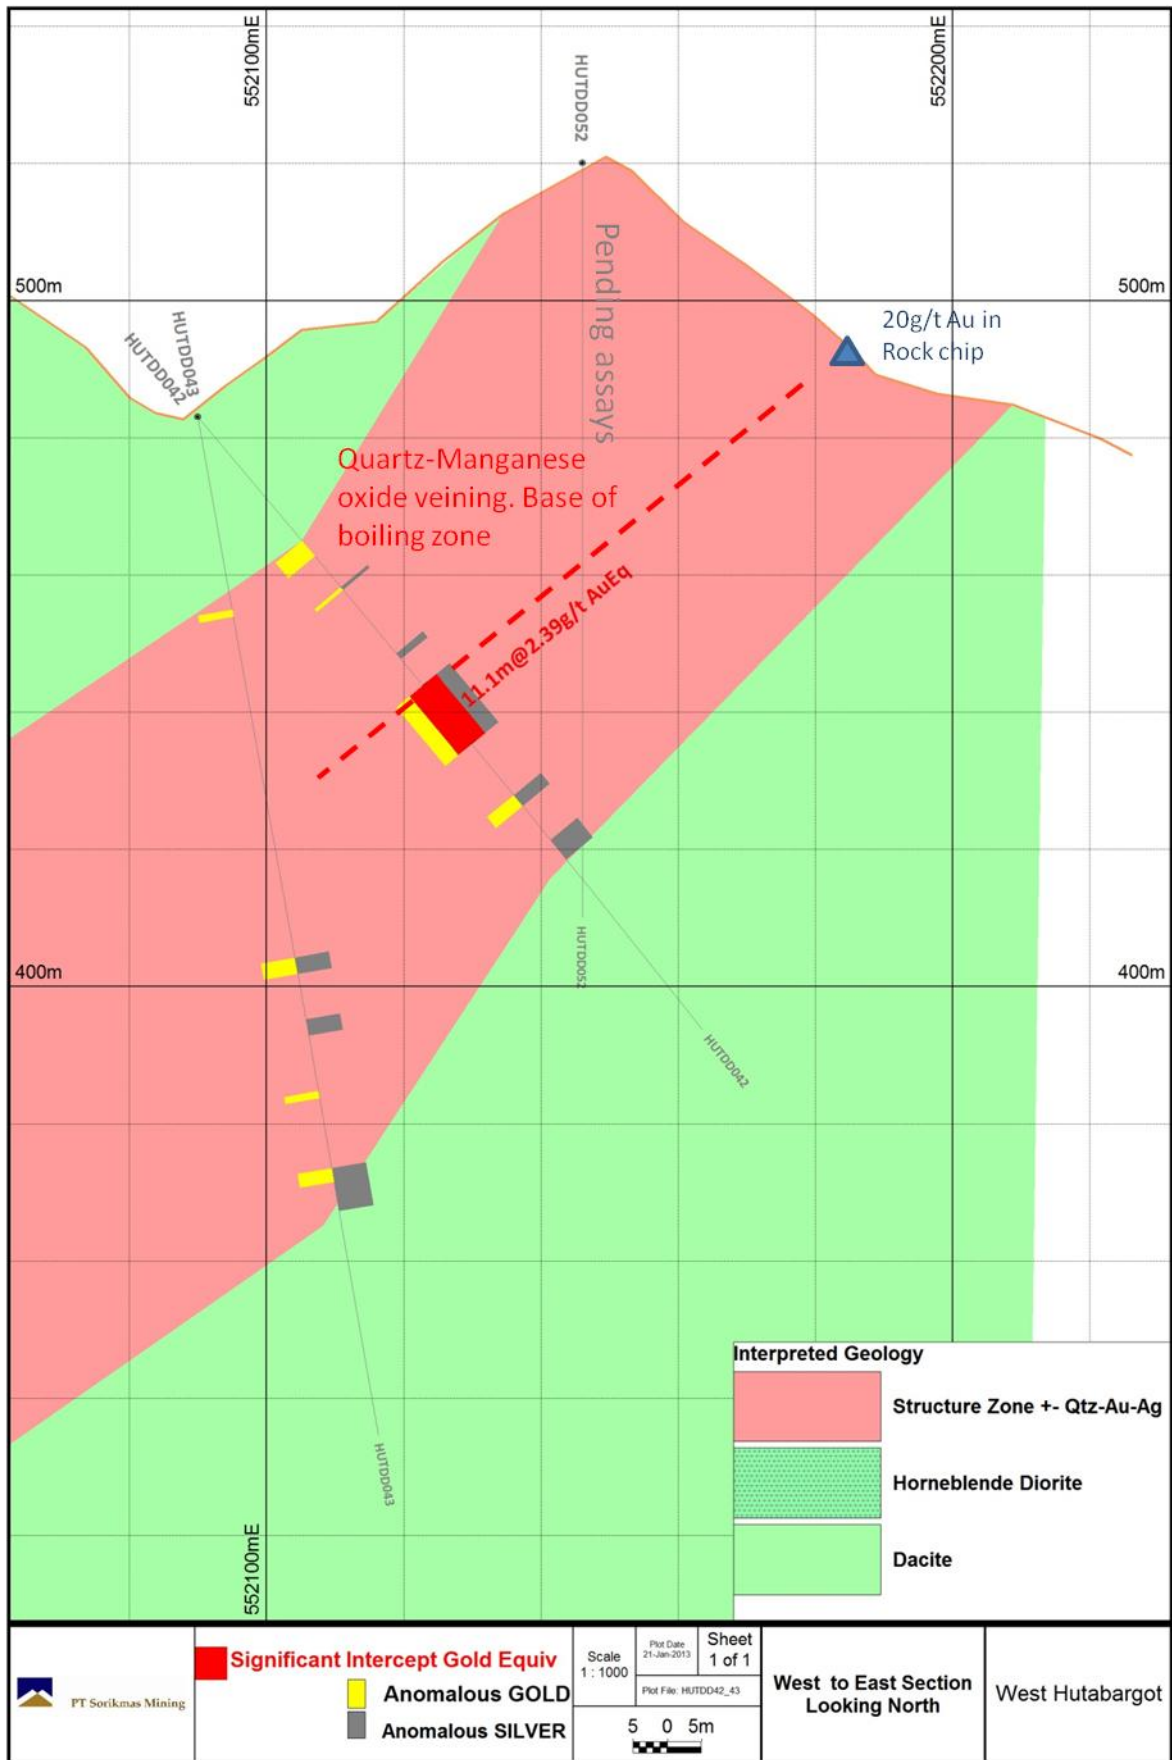 552100mE
HUTDD052
552200mE
Pending assays
500m
500m
HUTDD043
HUTDD042
20g/t Au in
Rock chip
Quartz-Manganese
oxide veining. Base of
boiling zone
11.1m@2.39g/t AuEq
HUTDD052
400m
400m
HUTDD042
HUTDD043
552100mE
Interpreted Geology
Structure Zone +- Qtz-Au-Ag
Horneblende Diorite
Dacite
PT Sorikmas Mining
Significant Intercept Gold Equiv
Anomalous GOLD
Anomalous SILVER
Scale
1 : 1000
Plot Date
21-Jan-2013
Sheet
1 of 1
Plot File: HUTDD42_43
5 0 5m
West to East Section
Looking North
West Hutabargot